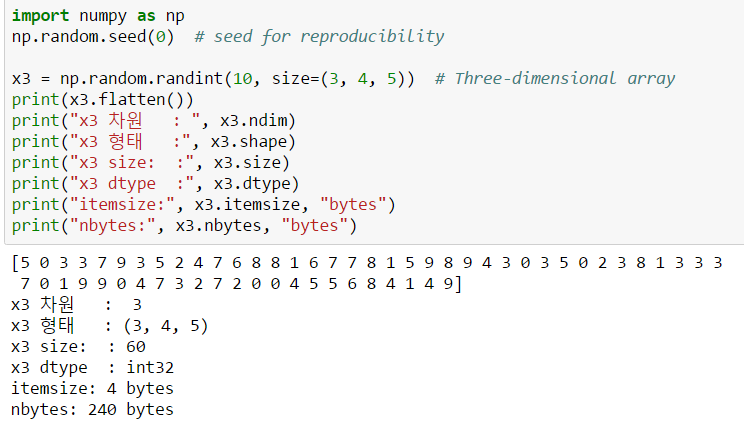 import numpy as np
np.random.seed(0)  # seed for reproducibility
x3 = np.random.randint(10, size=(3, 4, 5))  # Three-dimensional array
print(x3.flatten())
print("x3 차원   : ", x3.ndim)
print("x3 형태   :", x3.shape)
print("x3 size:  :", x3.size)
print("x3 dtype  :", x3.dtype)
print("itemsize:", x3.itemsize, "bytes")
print("nbytes:", x3.nbytes, "bytes")
[5 0 3 3 7 9 3 5 2 4 7 6 8 8 1 6 7 7 8 1 5 9 8 9 4 3 0 3 5 0 2 3 8 1 3 3 3
 7 0 1 9 9 0 4 7 3 2 7 2 0 0 4 5 5 6 8 4 1 4 9]
x3 차원   :  3
x3 형태   : (3, 4, 5)
x3 size:  : 60
x3 dtype  : int32
itemsize: 4 bytes
nbytes: 240 bytes